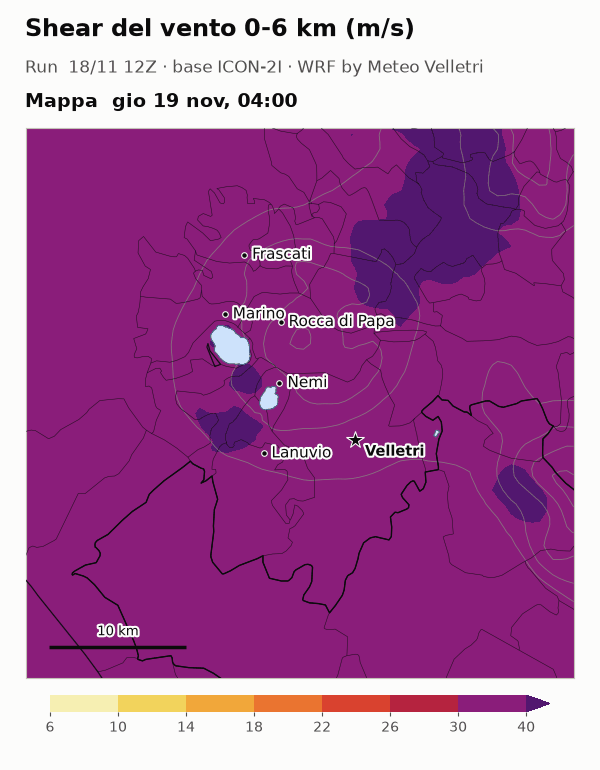 Shear del vento 0-6 km (m/s)
Run  18/11 12Z · base ICON-2I · WRF by Meteo Velletri
Mappa  gio 19 nov, 04:00
Frascati
Marino
Rocca di Papa
Nemi
Velletri
Lanuvio
10 km
6 10 14 18 22 26 30 40